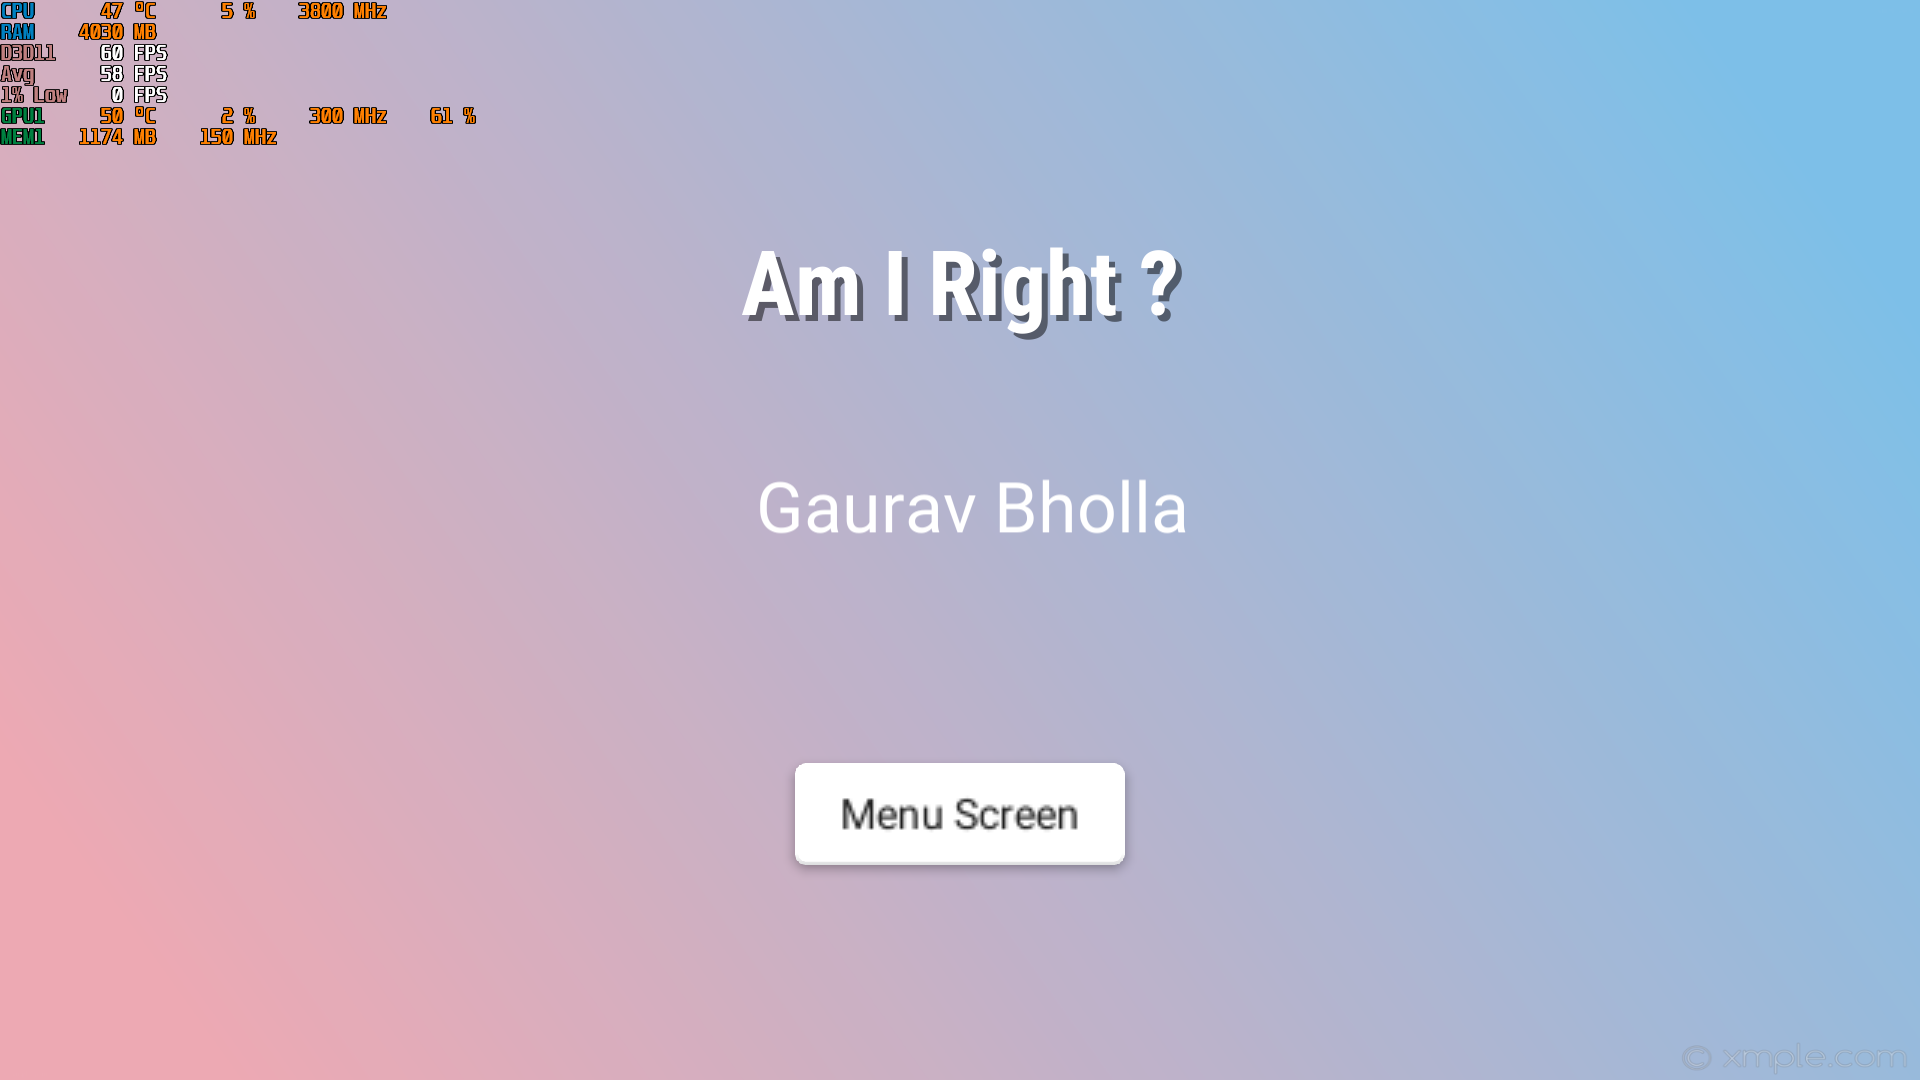 CPU 47 °C 5 % 3800 MHz
RAM 4030 MB
D3D11 60 FPS
Avg 58 FPS
1% Low 0 FPS
GPU1 50 °C 2 % 300 MHz 61 %
MEM1 1174 MB 150 MHz
Am I Right ?
Gaurav Bholla
Menu Screen
© xmple.com